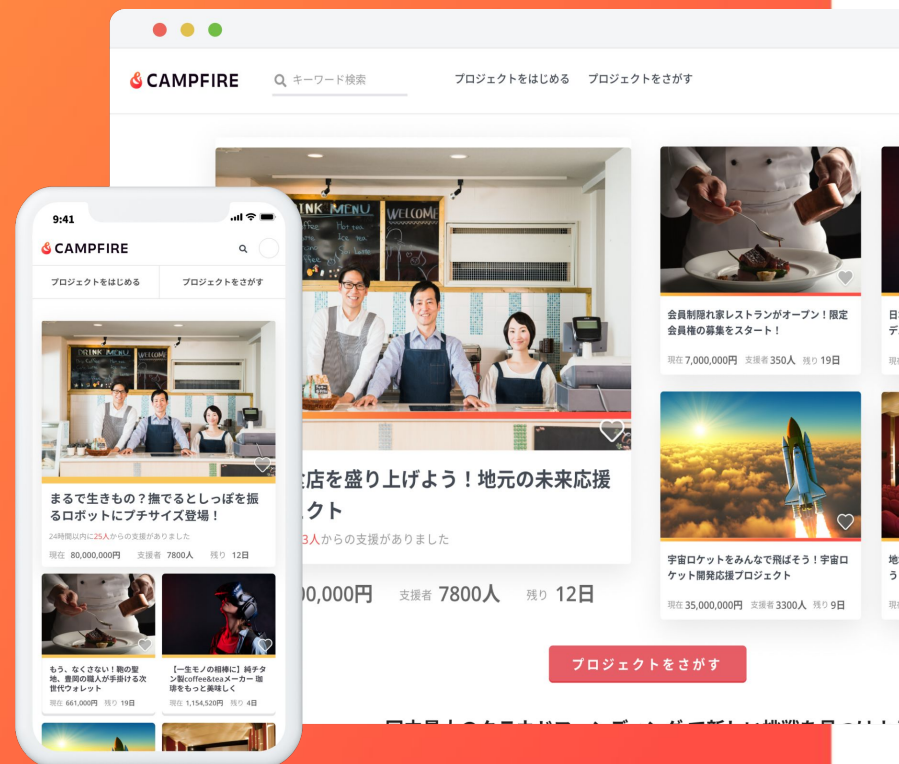 CAMPFIRE
キーワード検索
プロジェクトをはじめる
プロジェクトをさがす
DRINK MENU
WELCOME
店を盛り上げよう！地元の未来応援
クト
3人からの支援がありました
00,000円 支援者 7800人 残り 12日
会員制隠れ家レストランがオープン！限定
会員権の募集をスタート！
現在 7,000,000円 支援者 350人 残り 19日
宇宙ロケットをみんなで飛ばそう！宇宙ロ
ケット開発応援プロジェクト
現在 35,000,000円 支援者 3300人 残り 9日
プロジェクトをさがす
9:41
CAMPFIRE
プロジェクトをはじめる
プロジェクトをさがす
DRINK MENU
WELCOME
まるで生きもの？撫でるとしっぽを振
るロボットにプチサイズ登場！
24時間以内に25人からの支援がありました
現在 80,000,000円 支援者 7800人 残り 12日
もう、なくさない！鞄の聖
地、豊岡の職人が手掛ける次
世代ウォレット
現在 661,000円 残り 19日
【一生モノの相棒に】純チタ
ン製coffee&teaメーカー 珈
琲をもっと美味しく
現在 1,154,520円 残り 4日